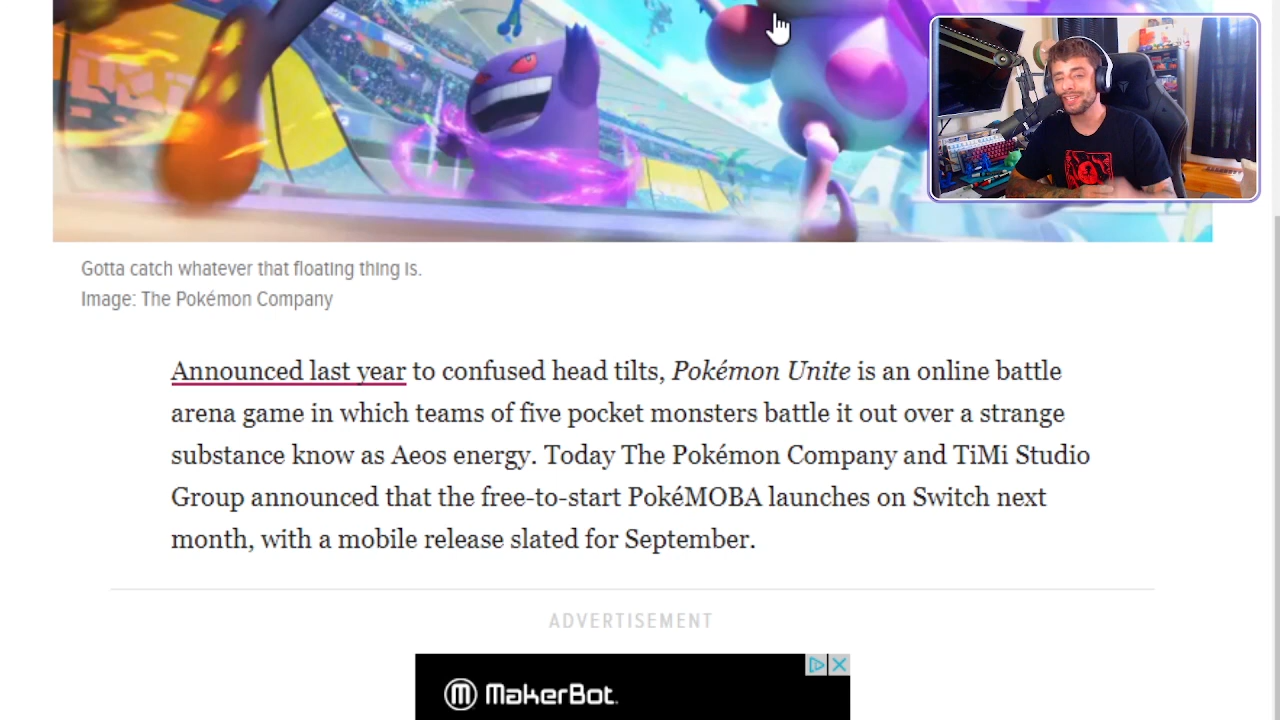 Gotta catch whatever that floating thing is.
Image: The Pokémon Company
Announced last year to confused head tilts, Pokémon Unite is an online battle
arena game in which teams of five pocket monsters battle it out over a strange
substance know as Aeos energy. Today The Pokémon Company and TiMi Studio
Group announced that the free-to-start PokéMOBA launches on Switch next
month, with a mobile release slated for September.
ADVERTISEMENT
MakerBot.